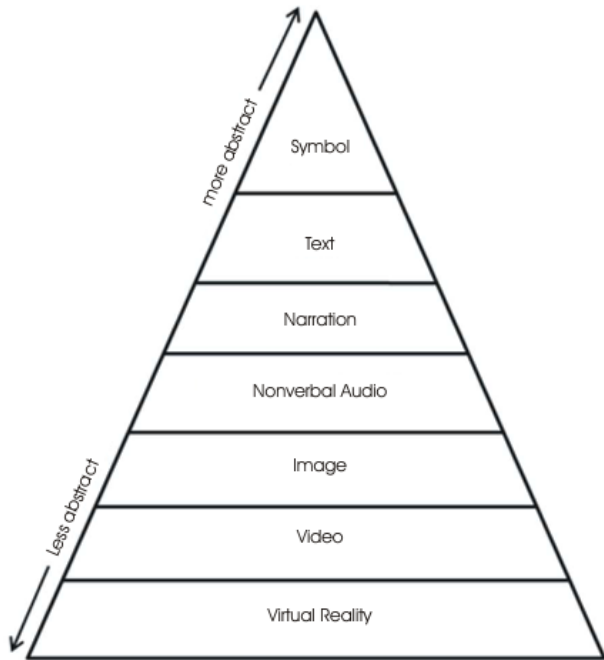 more abstract
Symbol
Text
Narration
Nonverbal Audio
Image
Less abstract
Video
Virtual Reality